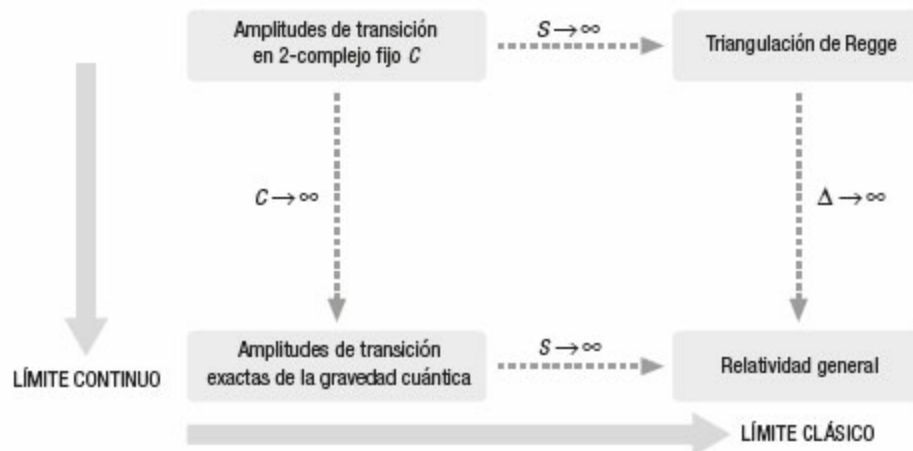 Amplitudes de transición
en 2-complejo fijo C
S → ∞
Triangulación de Regge
C → ∞
Δ → ∞
Amplitudes de transición
exactas de la gravedad cuántica
S → ∞
Relatividad general
LÍMITE CONTINUO
LÍMITE CLÁSICO